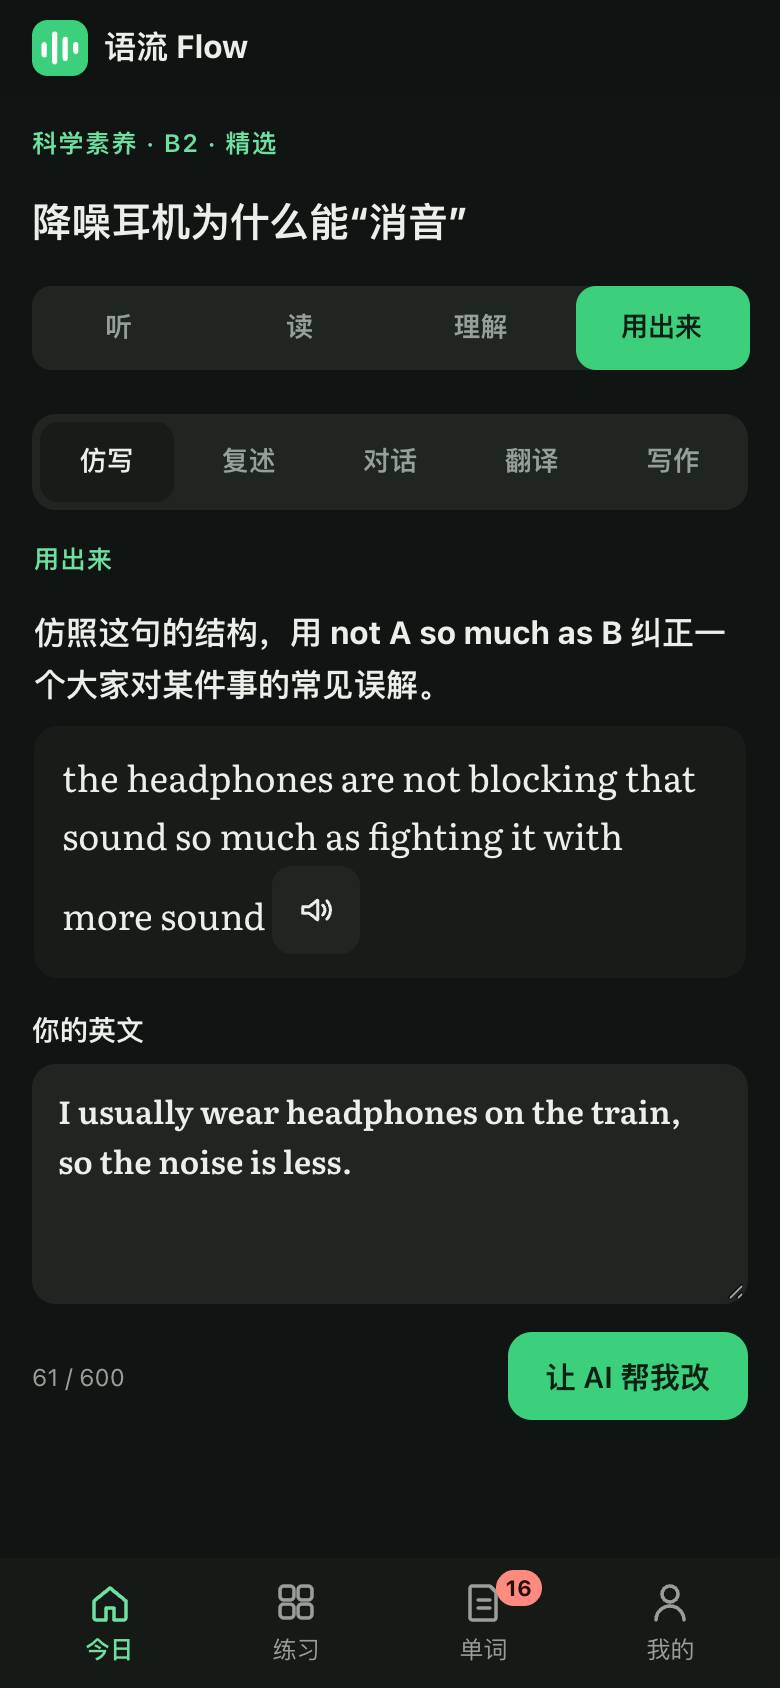 语流 Flow
科学素养 · B2 · 精选
降噪耳机为什么能“消音”
听 读 理解 用出来
仿写 复述 对话 翻译 写作
用出来
仿照这句的结构，用 not A so much as B 纠正一
个大家对某件事的常见误解。
the headphones are not blocking that
sound so much as fighting it with
more sound
你的英文
I usually wear headphones on the train,
so the noise is less.
61 / 600
让 AI 帮我改
16
今日 练习 单词 我的